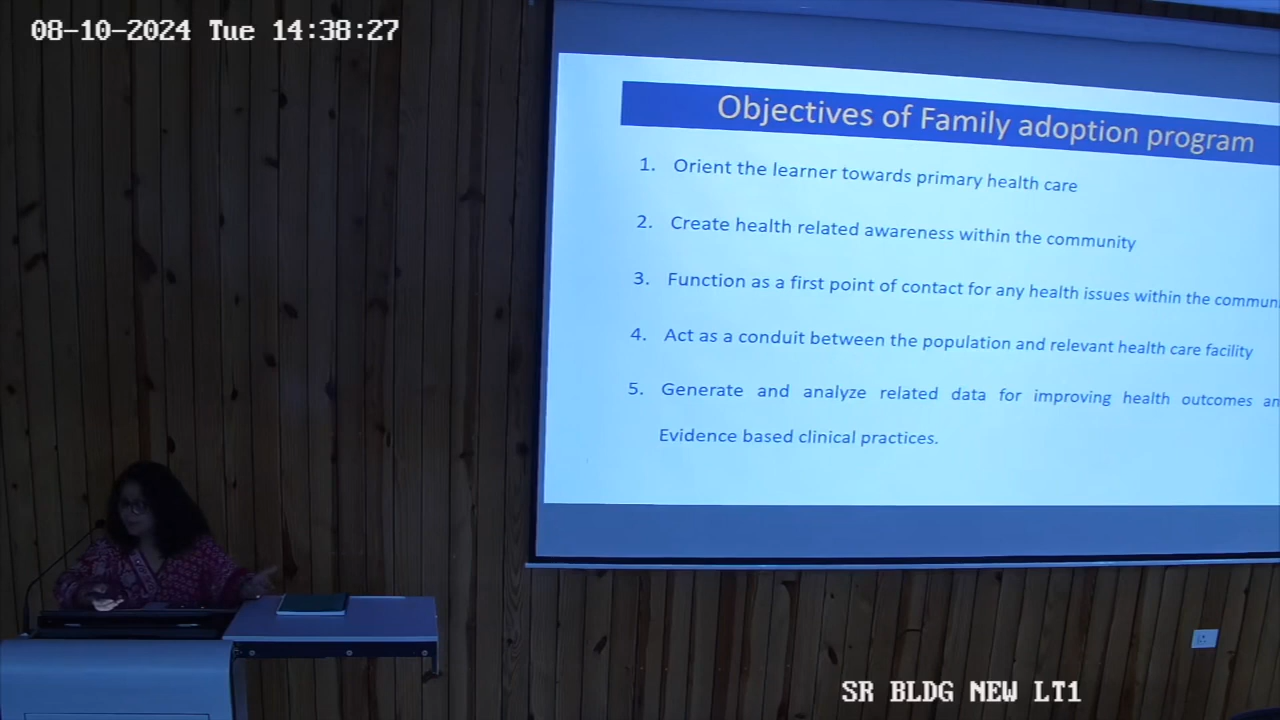 08-10-2024 Tue 14:38:27
Objectives of Family adoption program
1. Orient the learner towards primary health care
2. Create health related awareness within the community
3. Function as a first point of contact for any health issues within the
4. Act as a conduit between the population and relevant health care facility
5. Generate and analyze related data for improving health outcomes
Evidence based clinical practices.
SR BLDG NEW LT1